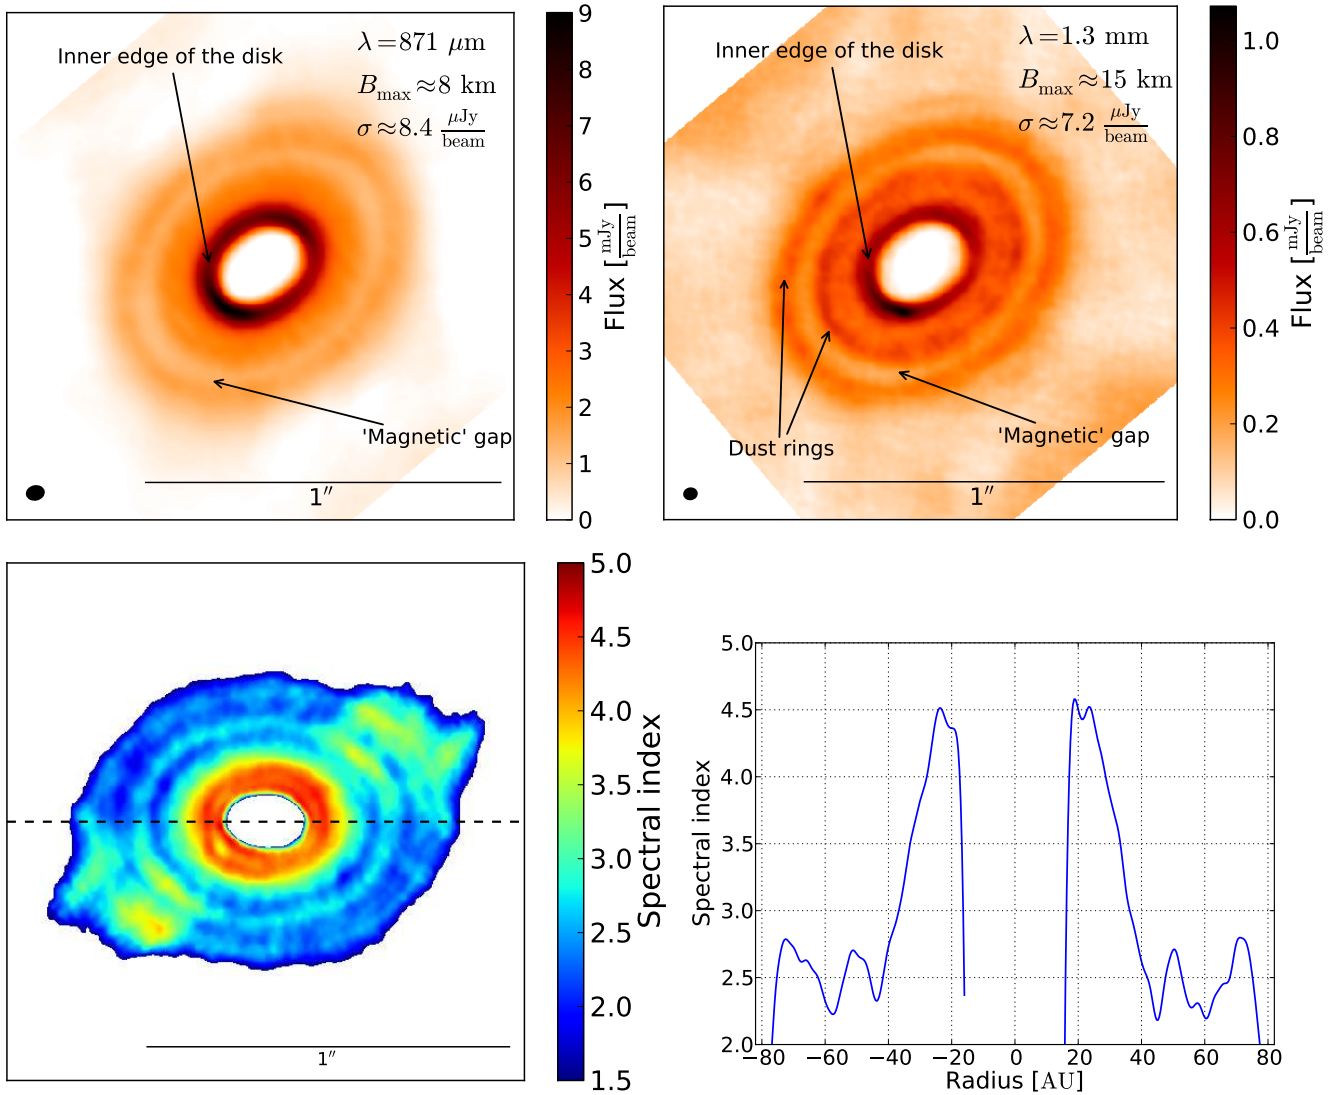 Inner edge of the disk
λ=871 μm
B_max≈8 km
σ≈8.4 μJy/beam
'Magnetic' gap
1″
9
8
7
6
5
4
3
2
1
0
Flux [mJy/beam]
Inner edge of the disk
λ=1.3 mm
B_max≈15 km
σ≈7.2 μJy/beam
Dust rings
'Magnetic' gap
1″
1.0
0.8
0.6
0.4
0.2
0.0
Flux [mJy/beam]
1″
5.0
4.5
4.0
3.5
3.0
2.5
2.0
1.5
Spectral index
5.0
4.5
4.0
3.5
3.0
2.5
2.0
Spectral index
−80 −60 −40 −20 0 20 40 60 80
Radius [AU]